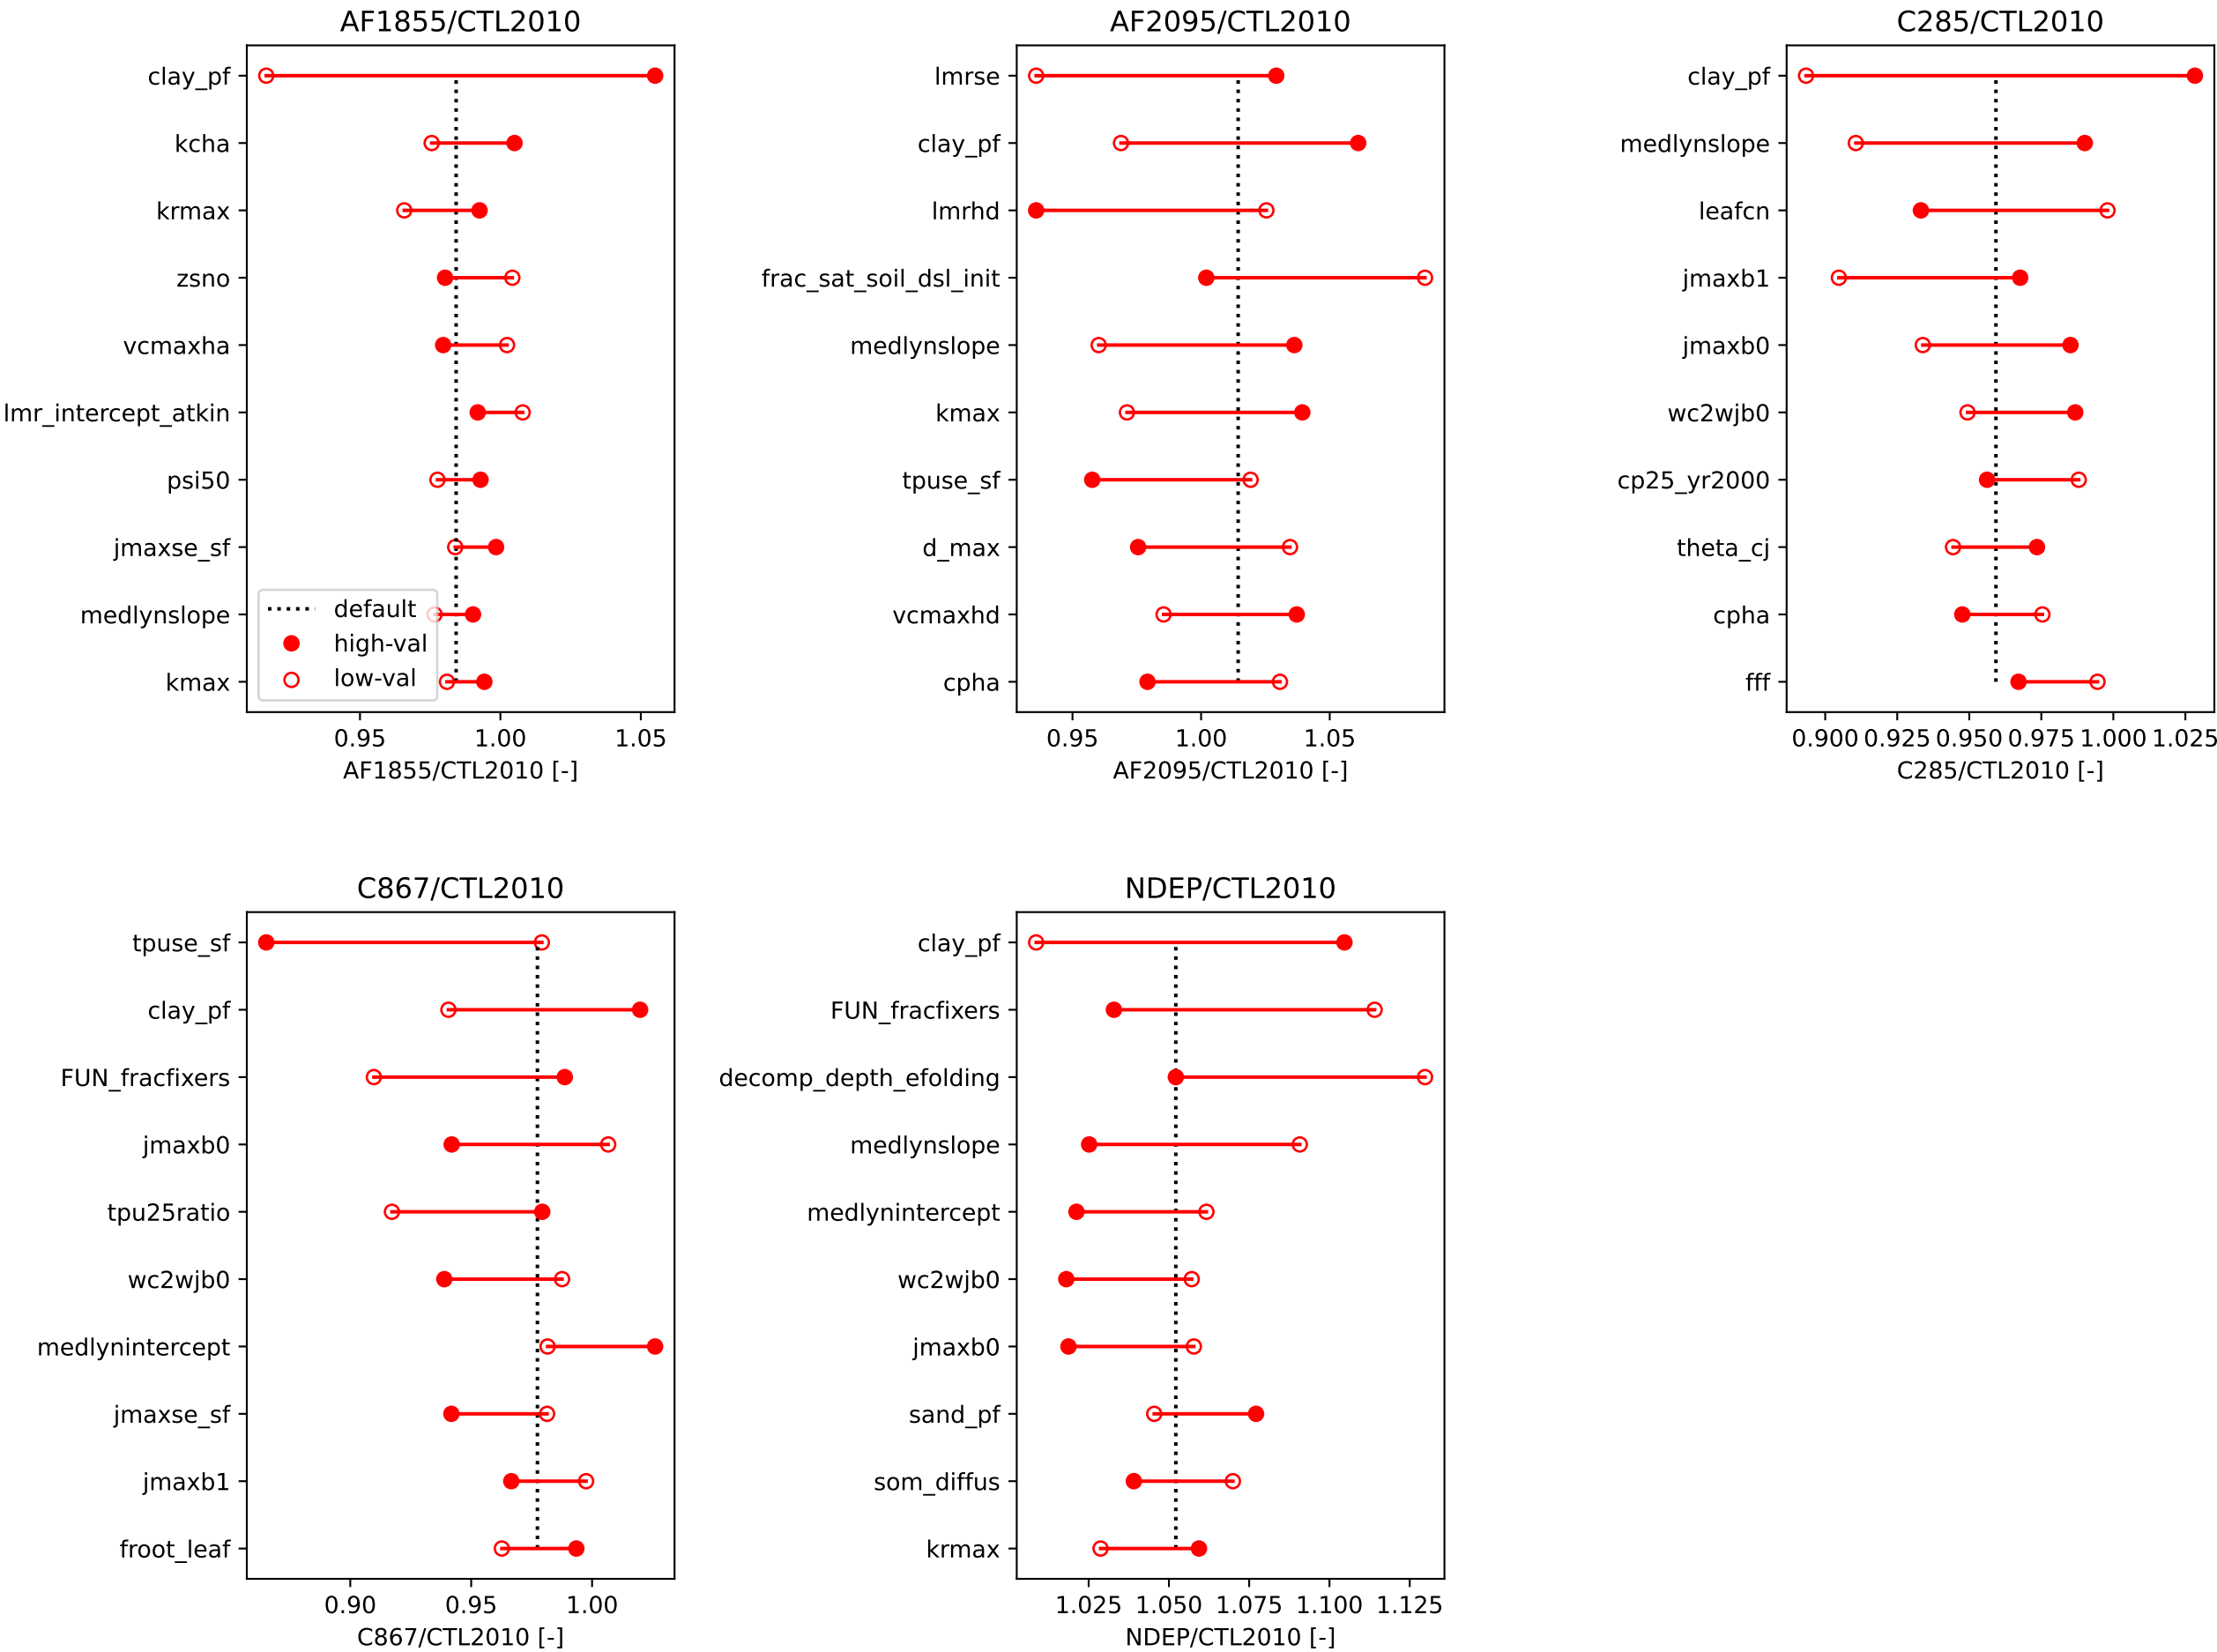 AF1855/CTL2010
clay_pf
kcha
krmax
zsno
vcmaxha
lmr_intercept_atkin
psi50
jmaxse_sf
medlynslope
kmax
default
high-val
low-val
0.95 1.00 1.05
AF1855/CTL2010 [-]
AF2095/CTL2010
lmrse
clay_pf
lmrhd
frac_sat_soil_dsl_init
medlynslope
kmax
tpuse_sf
d_max
vcmaxhd
cpha
0.95 1.00 1.05
AF2095/CTL2010 [-]
C285/CTL2010
clay_pf
medlynslope
leafcn
jmaxb1
jmaxb0
wc2wjb0
cp25_yr2000
theta_cj
cpha
fff
0.900 0.925 0.950 0.975 1.000 1.025
C285/CTL2010 [-]
C867/CTL2010
tpuse_sf
clay_pf
FUN_fracfixers
jmaxb0
tpu25ratio
wc2wjb0
medlynintercept
jmaxse_sf
jmaxb1
froot_leaf
0.90 0.95 1.00
C867/CTL2010 [-]
NDEP/CTL2010
clay_pf
FUN_fracfixers
decomp_depth_efolding
medlynslope
medlynintercept
wc2wjb0
jmaxb0
sand_pf
som_diffus
krmax
1.025 1.050 1.075 1.100 1.125
NDEP/CTL2010 [-]